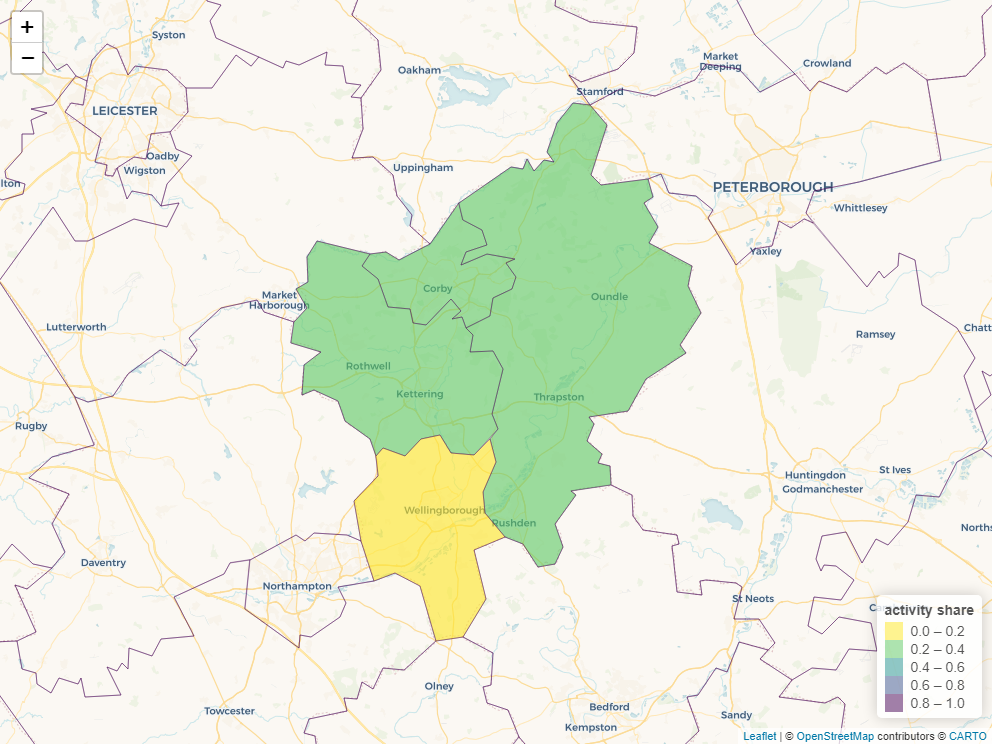 +
−
Syston
Oakham
Market
Deeping
Crowland
LEICESTER
Stamford
Oadby
Wigston
Uppingham
lton
PETERBOROUGH
Whittlesey
Yaxley
Corby
Oundle
Market
Harborough
Lutterworth
Ramsey
Chatt
Rothwell
Kettering
Thrapston
Rugby
Huntingdon
St Ives
Godmanchester
Wellingborough
Rushden
Norths
Daventry
Northampton
St Neots
Ca
activity share
0.0 – 0.2
0.2 – 0.4
0.4 – 0.6
0.6 – 0.8
0.8 – 1.0
Olney
Towcester
Bedford
Kempston
Sandy
Leaflet | © OpenStreetMap contributors © CARTO